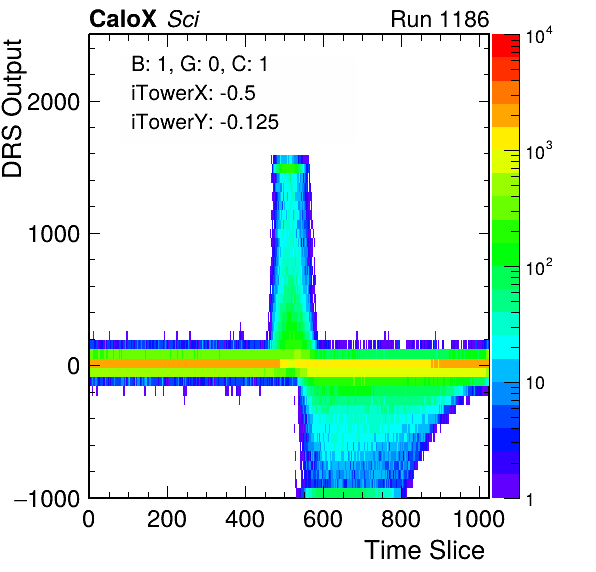 CaloX Sci Run 1186
B: 1, G: 0, C: 1
iTowerX: -0.5
iTowerY: -0.125
DRS Output
2000
1000
0
−1000
0 200 400 600 800 1000
Time Slice
10^4
10^3
10^2
10
1